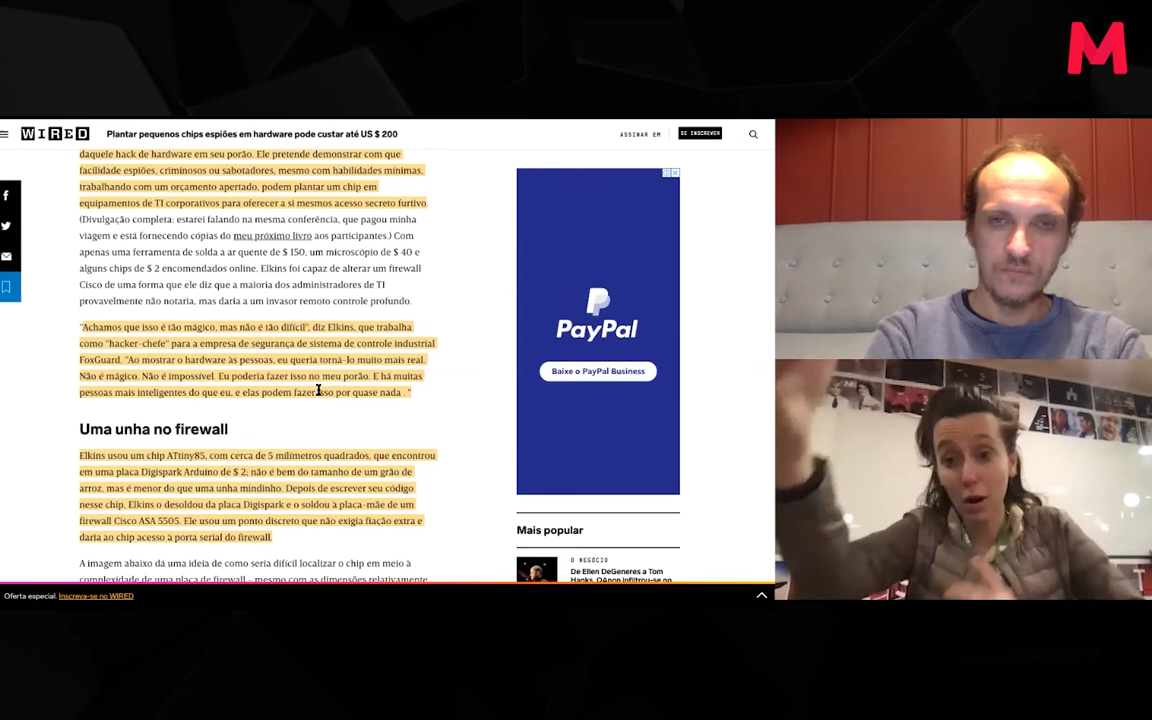 M
WIRED
Plantar pequenos chips espiões em hardware pode custar até US $ 200
ASSINAR EM
SE INSCREVER
daquele hack de hardware em seu porão. Ele pretende demonstrar com que
facilidade espiões, criminosos ou sabotadores, mesmo com habilidades mínimas,
trabalhando com um orçamento apertado, podem plantar um chip em
equipamentos de TI corporativos para oferecer a si mesmos acesso secreto furtivo.
(Divulgação completa: estarei falando na mesma conferência, que pagou minha
viagem e está fornecendo cópias do meu próximo livro aos participantes.) Com
apenas uma ferramenta de solda a ar quente de $ 150, um microscópio de $ 40 e
alguns chips de $ 2 encomendados online, Elkins foi capaz de alterar um firewall
Cisco de uma forma que ele diz que a maioria dos administradores de TI
provavelmente não notaria, mas daria a um invasor remoto controle profundo.
"Achamos que isso é tão mágico, mas não é tão difícil", diz Elkins, que trabalha
como "hacker-chefe" para a empresa de segurança de sistema de controle industrial
FoxGuard. "Ao mostrar o hardware às pessoas, eu queria torná-lo muito mais real.
Não é mágico. Não é impossível. Eu poderia fazer isso no meu porão. E há muitas
pessoas mais inteligentes do que eu, e elas podem fazer isso por quase nada . "
Uma unha no firewall
Elkins usou um chip ATtiny85, com cerca de 5 milímetros quadrados, que encontrou
em uma placa Digispark Arduino de $ 2; não é bem do tamanho de um grão de
arroz, mas é menor do que uma unha mindinho. Depois de escrever seu código
nesse chip, Elkins o dessoldou da placa Digispark e o soldou à placa-mãe de um
firewall Cisco ASA 5505. Ele usou um ponto discreto que não exigia fiação extra e
daria ao chip acesso à porta serial do firewall.
A imagem abaixo dá uma ideia de como seria difícil localizar o chip em meio à
complexidade de uma placa de firewall - mesmo com as dimensões relativamente
PayPal
Baixe o PayPal Business
Mais popular
O NEGÓCIO
De Ellen DeGeneres a Tom
Hanks, QAnon infiltrou-se no
Oferta especial. Inscreva-se no WIRED